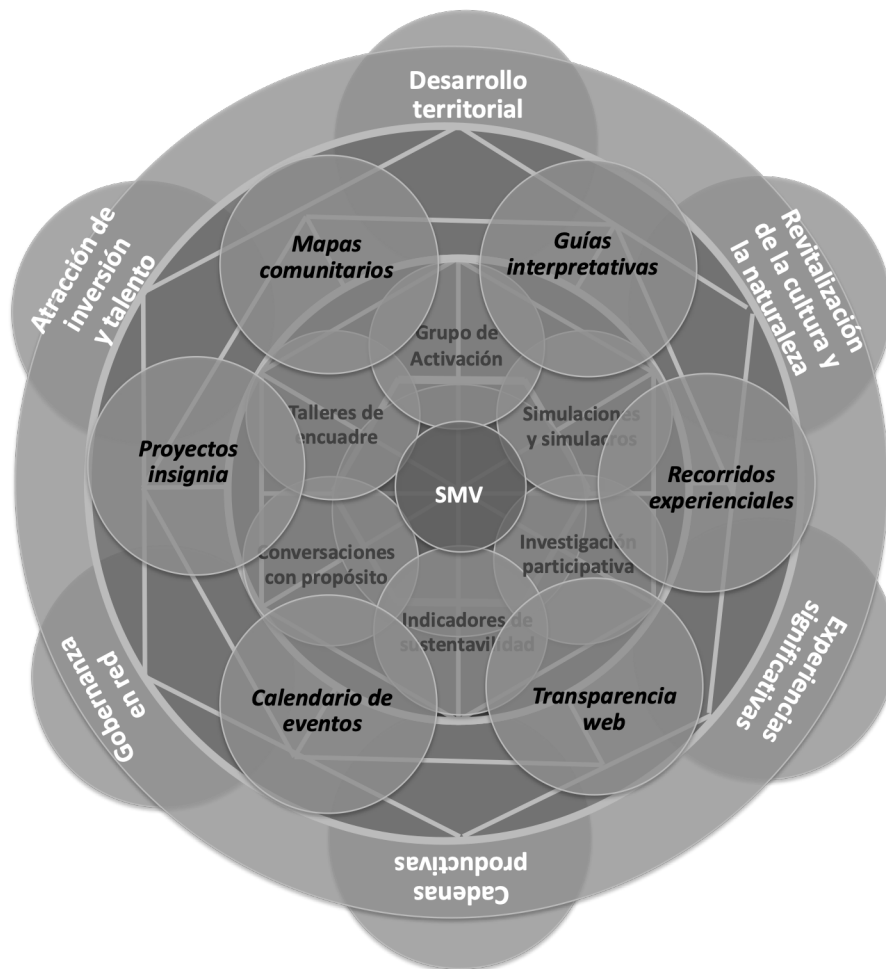 Desarrollo
territorial
Atracción de
inversión
y talento
Revitalización
de la cultura y
la naturaleza
Mapas
comunitarios
Guías
interpretativas
Grupo de
Activación
Talleres de
encuadre
Simulaciones
y simulacros
Proyectos
insignia
SMV
Recorridos
experienciales
Conversaciones
con propósito
Investigación
participativa
Indicadores de
sustentavilidad
Calendario de
eventos
Transparencia
web
Gobernanza
en red
Experiencias
significativas
Cadenas
productivas